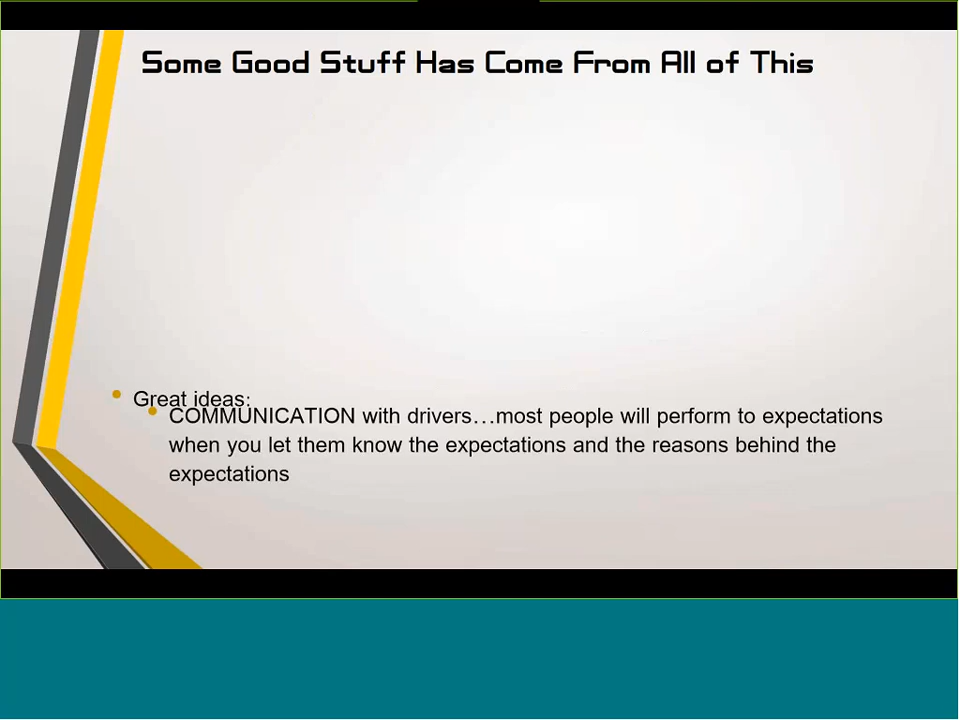 Some Good Stuff Has Come From All of This
Great ideas:
COMMUNICATION with drivers…most people will perform to expectations
when you let them know the expectations and the reasons behind the
expectations